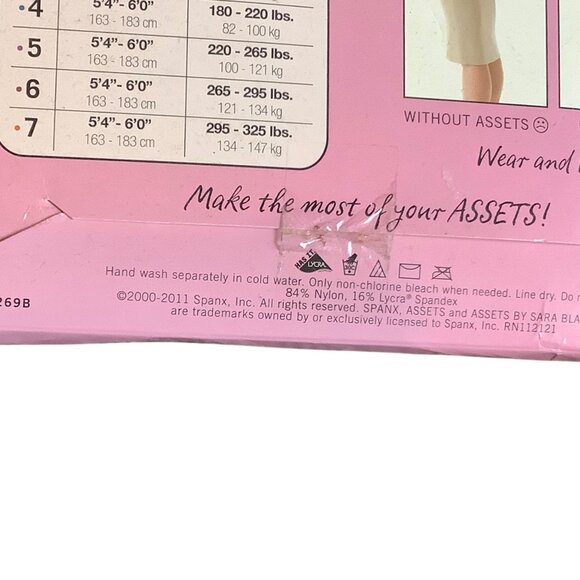 4 5'4"- 6'0" 180 - 220 lbs.
163 - 183 cm 82 - 100 kg
5 5'4"- 6'0" 220 - 265 lbs.
163 - 183 cm 100 - 121 kg
6 5'4"- 6'0" 265 - 295 lbs.
163 - 183 cm 121 - 134 kg
7 5'4"- 6'0" 295 - 325 lbs.
163 - 183 cm 134 - 147 kg
WITHOUT ASSETS ☹
Wear and
Make the most of your ASSETS!
HAS IT. LYCRA
Hand wash separately in cold water. Only non-chlorine bleach when needed. Line dry. Do
84% Nylon, 16% Lycra® Spandex
269B
©2000-2011 Spanx, Inc. All rights reserved. SPANX, ASSETS and ASSETS BY SARA BLA
are trademarks owned by or exclusively licensed to Spanx, Inc. RN112121